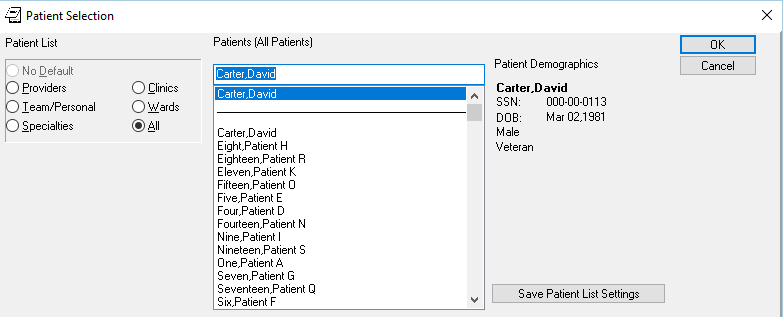 Patient Selection
Patient List
No Default
Providers
Clinics
Team/Personal
Wards
Specialties
All
Patients (All Patients)
Carter,David
Carter,David
Carter,David
Eight,Patient H
Eighteen,Patient R
Eleven,Patient K
Fifteen,Patient O
Five,Patient E
Four,Patient D
Fourteen,Patient N
Nine,Patient I
Nineteen,Patient S
One,Patient A
Seven,Patient G
Seventeen,Patient Q
Six,Patient F
OK
Cancel
Patient Demographics
Carter,David
SSN: 000-00-0113
DOB: Mar 02,1981
Male
Veteran
Save Patient List Settings